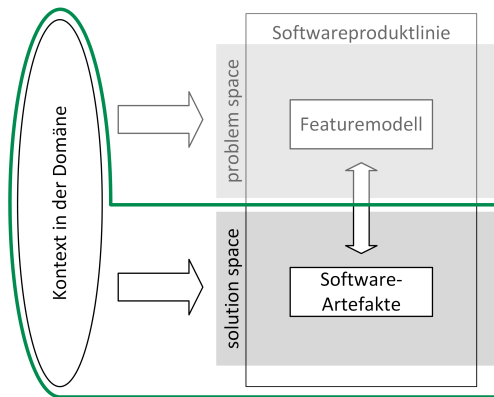 Softwareproduktlinie
Kontext in der Domäne
problem space
Featuremodell
solution space
Software-
Artefakte